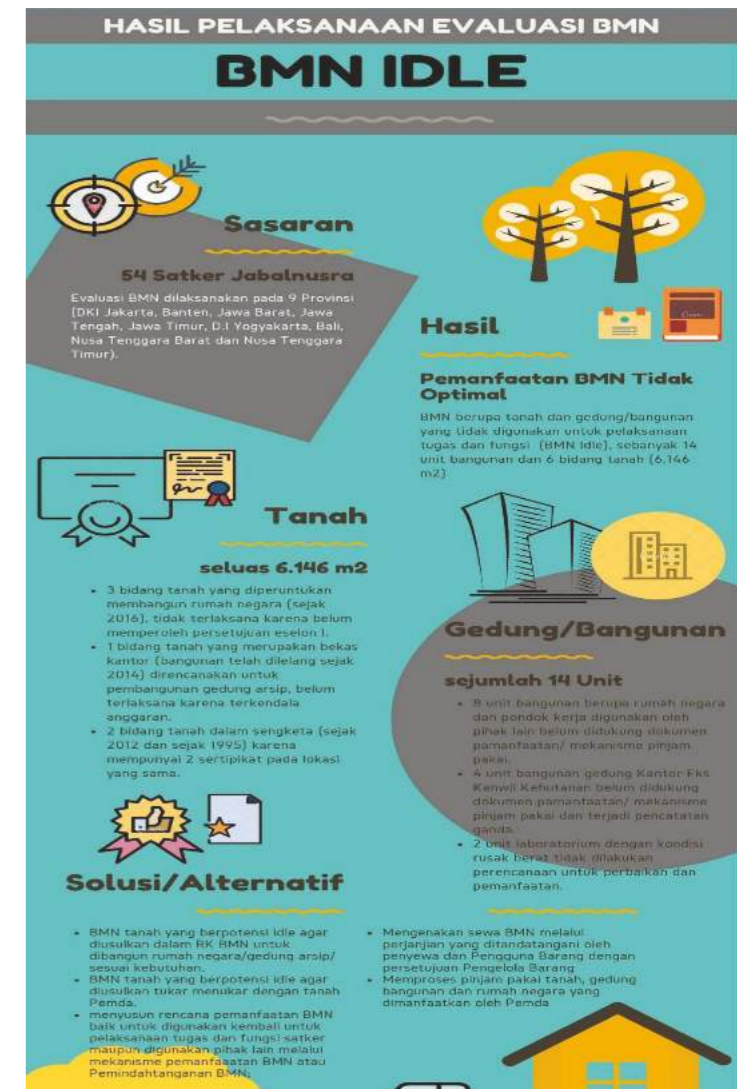 HASIL PELAKSANAAN EVALUASI BMN
BMN IDLE
Sasaran
54 Satker Jabalnusra
Evaluasi BMN dilaksanakan pada 9 Provinsi
(DKI Jakarta, Banten, Jawa Barat, Jawa
Tengah, Jawa Timur, D.I Yogyakarta, Bali,
Nusa Tenggara Barat dan Nusa Tenggara
Timur).
Hasil
Pemanfaatan BMN Tidak
Optimal
BMN berupa tanah dan gedung/bangunan
yang tidak digunakan untuk pelaksanaan
tugas dan fungsi (BMN Idle), sebanyak 14
unit bangunan dan 6 bidang tanah (6.146
m2)
Tanah
seluas 6.146 m2
• 3 bidang tanah yang diperuntukan
membangun rumah negara (sejak
2016), tidak terlaksana karena belum
memperoleh persetujuan eselon I.
• 1 bidang tanah yang merupakan bekas
kantor (bangunan telah dilelang sejak
2014) direncanakan untuk
pembangunan gedung arsip, belum
terlaksana karena terkendala
anggaran.
• 2 bidang tanah dalam sengketa (sejak
2012 dan sejak 1995) karena
mempunyai 2 sertipikat pada lokasi
yang sama.
Gedung/Bangunan
sejumlah 14 Unit
• 8 unit bangunan berupa rumah negara
dan pondok kerja digunakan oleh
pihak lain belum didukung dokumen
pamanfaatan/ mekanisme pinjam
pakai.
• 4 unit bangunan gedung Kantor Eks
Kanwil Kehutanan belum didukung
dokumen pamanfaatan/ mekanisme
pinjam pakai dan terjadi pencatatan
ganda.
• 2 unit laboratorium dengan kondisi
rusak berat tidak dilakukan
perencanaan untuk perbaikan dan
pemanfaatan.
Solusi/Alternatif
• BMN tanah yang berpotensi idle agar
diusulkan dalam RK BMN untuk
dibangun rumah negara/gedung arsip/
sesuai kebutuhan.
• BMN tanah yang berpotensi idle agar
diusulkan tukar menukar dengan tanah
Pemda.
• menyusun rencana pemanfaatan BMN
baik untuk digunakan kembali untuk
pelaksanaan tugas dan fungsi satker
maupun digunakan pihak lain melalui
mekanisme pemanfaaatan BMN atau
Pemindahtanganan BMN;
• Mengenakan sewa BMN melalui
perjanjian yang ditandatangani oleh
penyewa dan Pengguna Barang dengan
persetujuan Pengelola Barang
• Memproses pinjam pakai tanah, gedung
bangunan dan rumah negara yang
dimanfaatkan oleh Pemda